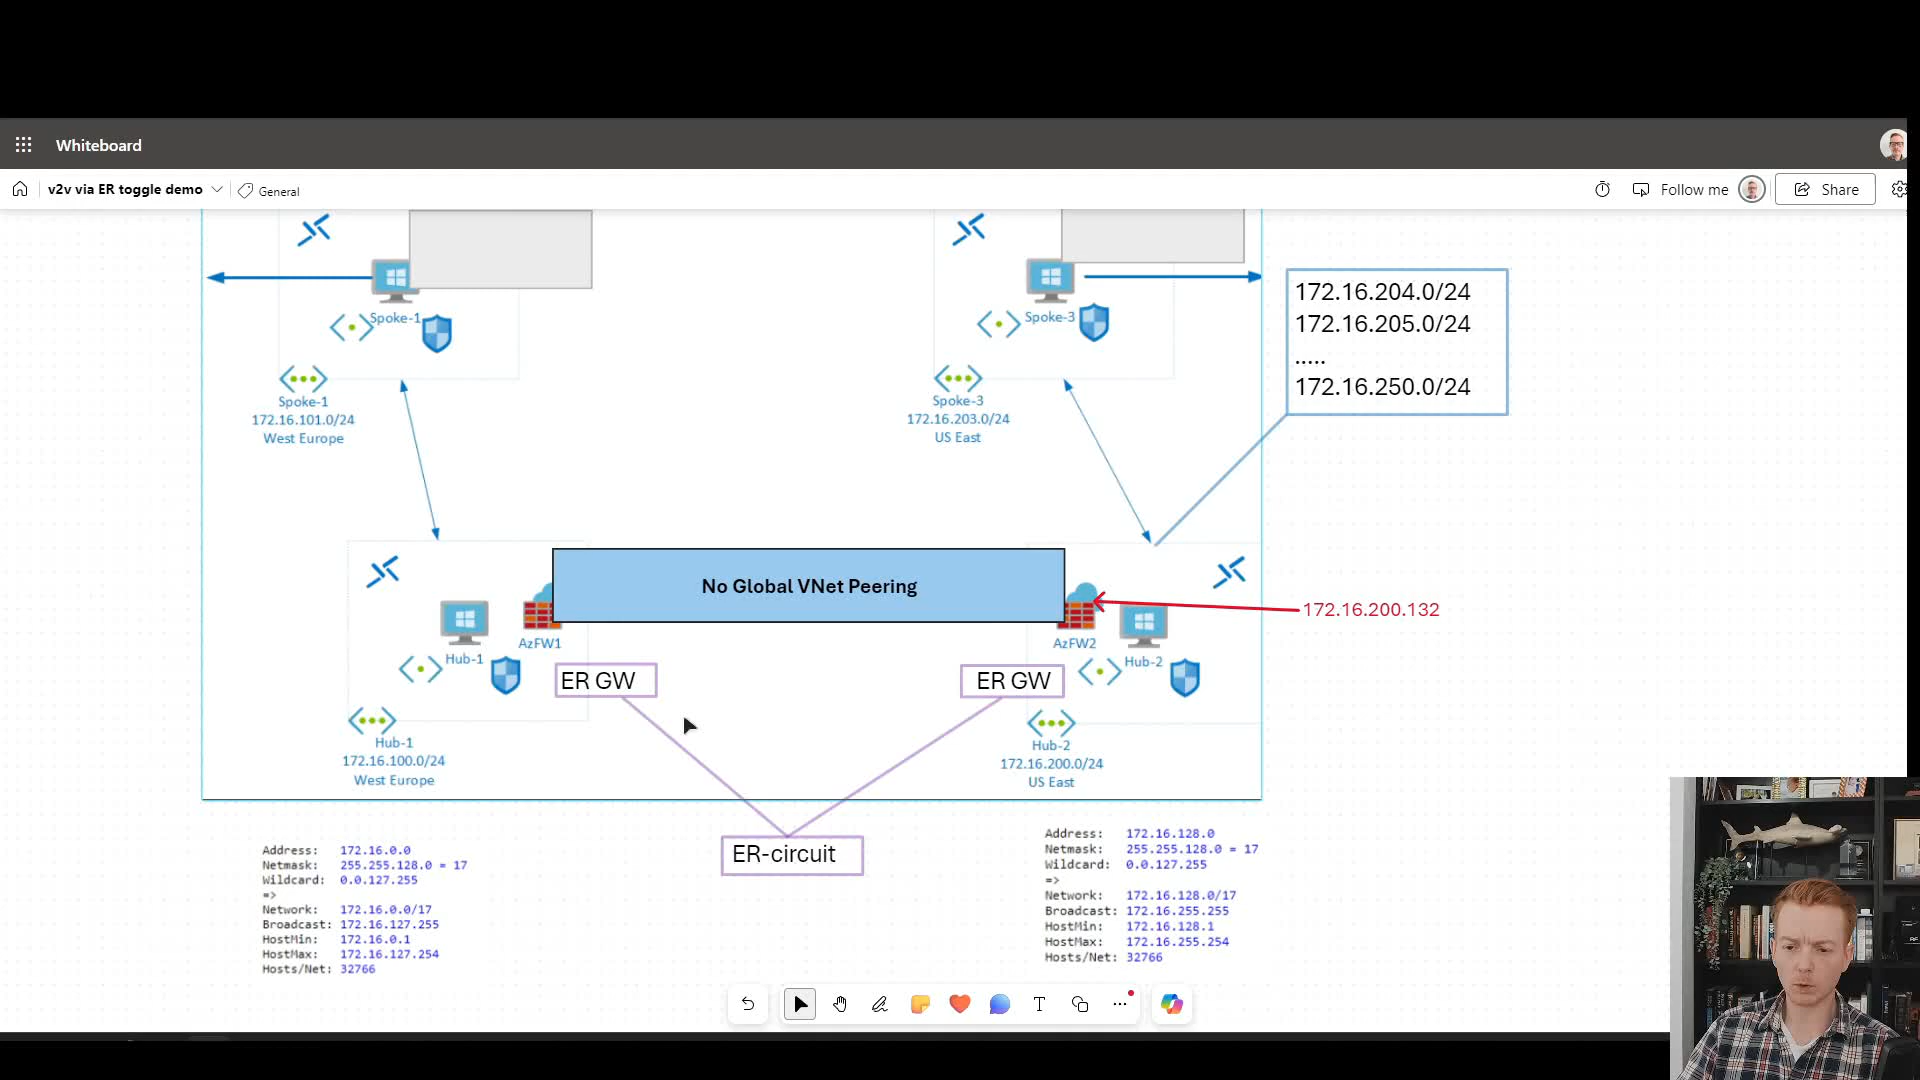 Whiteboard
v2v via ER toggle demo
General
Follow me
Share
172.16.204.0/24
172.16.205.0/24
.....
172.16.250.0/24
Spoke-1
Spoke-3
Spoke-1
172.16.101.0/24
West Europe
Spoke-3
172.16.203.0/24
US East
No Global VNet Peering
172.16.200.132
AzFW1
Hub-1
AzFW2
Hub-2
ER GW
ER GW
Hub-1
172.16.100.0/24
West Europe
Hub-2
172.16.200.0/24
US East
ER-circuit
Address: 172.16.0.0
Netmask: 255.255.128.0 = 17
Wildcard: 0.0.127.255
=>
Network: 172.16.0.0/17
Broadcast: 172.16.127.255
HostMin: 172.16.0.1
HostMax: 172.16.127.254
Hosts/Net: 32766
Address: 172.16.128.0
Netmask: 255.255.128.0 = 17
Wildcard: 0.0.127.255
=>
Network: 172.16.128.0/17
Broadcast: 172.16.255.255
HostMin: 172.16.128.1
HostMax: 172.16.255.254
Hosts/Net: 32766